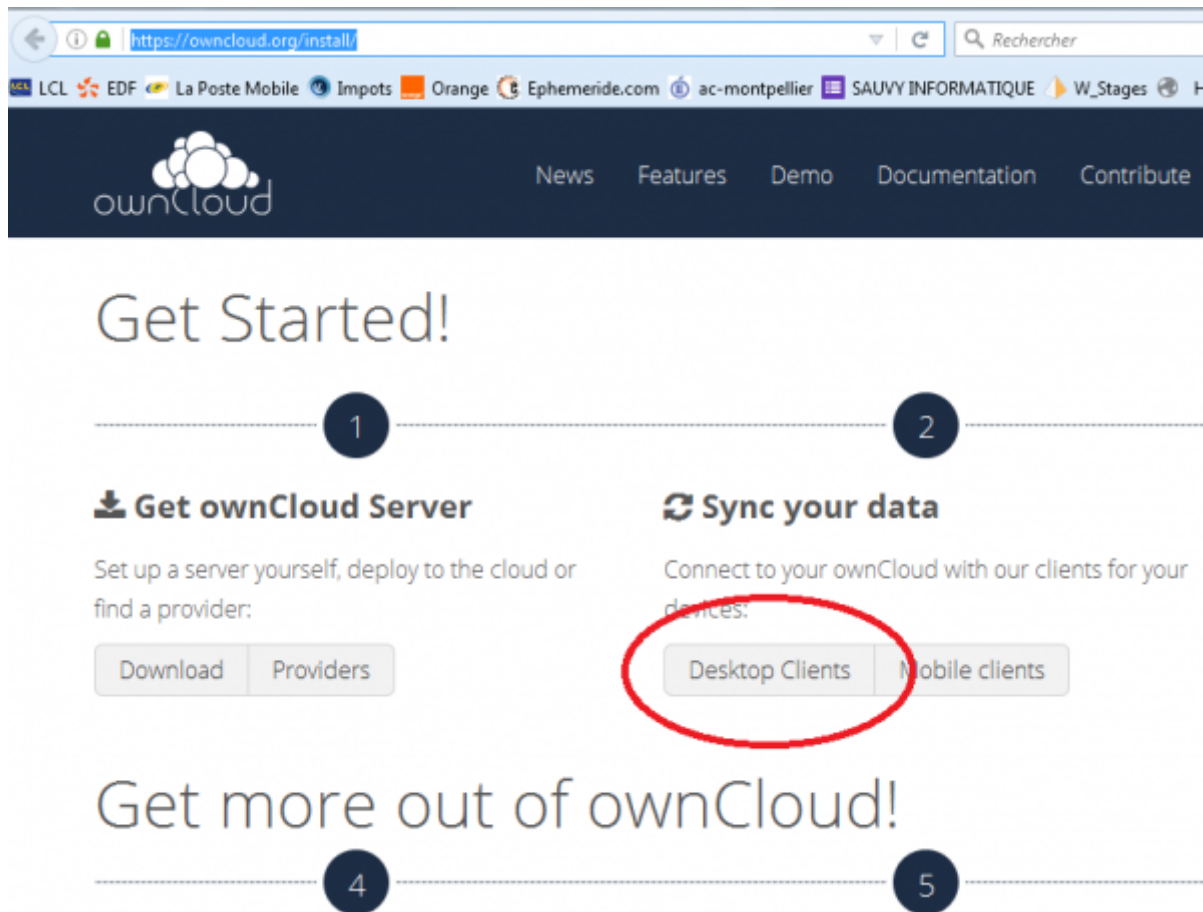 https://owncloud.org/install/
Rechercher
LCL EDF La Poste Mobile Impots Orange Ephemeride.com ac-montpellier SAUVY INFORMATIQUE W_Stages H
ownCloud
News Features Demo Documentation Contribute
Get Started!
1 2
Get ownCloud Server
Set up a server yourself, deploy to the cloud or
find a provider:
Download Providers
Sync your data
Connect to your ownCloud with our clients for your
devices:
Desktop Clients Mobile clients
Get more out of ownCloud!
4 5